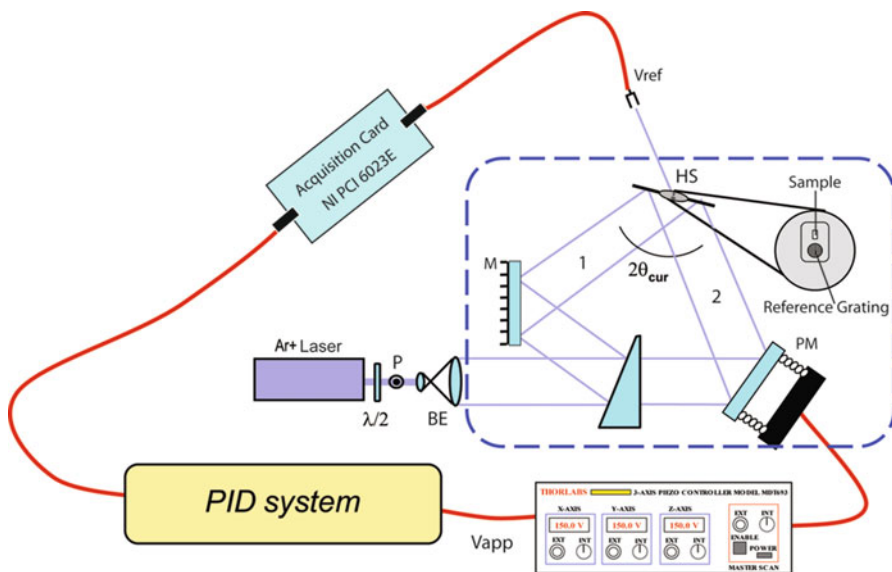 Vref
Acquisition Card
NI PCI 6023E
HS
Sample
M
1
2θcur
2
Reference Grating
PM
Ar+ Laser
P
λ/2
BE
PID system
Vapp
THORLABS
3-AXIS PIZO CONTROLLER MODEL MDT693
X-AXIS
Y-AXIS
Z-AXIS
150.0 V
150.0 V
150.0 V
EXT
INT
EXT
INT
EXT
INT
EXT
INT
ENABLE
POWER
MASTER SCAN